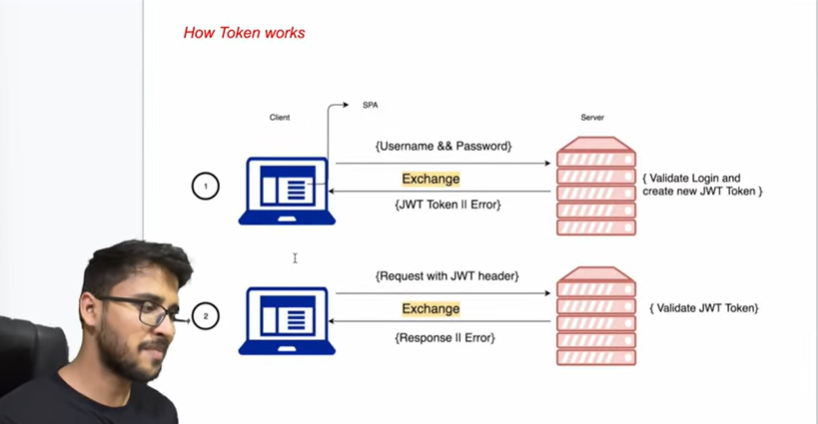 How Token works
SPA
Client
Server
{Username && Password}
1
Exchange
{ Validate Login and
create new JWT Token }
{JWT Token || Error}
{Request with JWT header}
2
Exchange
{ Validate JWT Token}
{Response || Error}